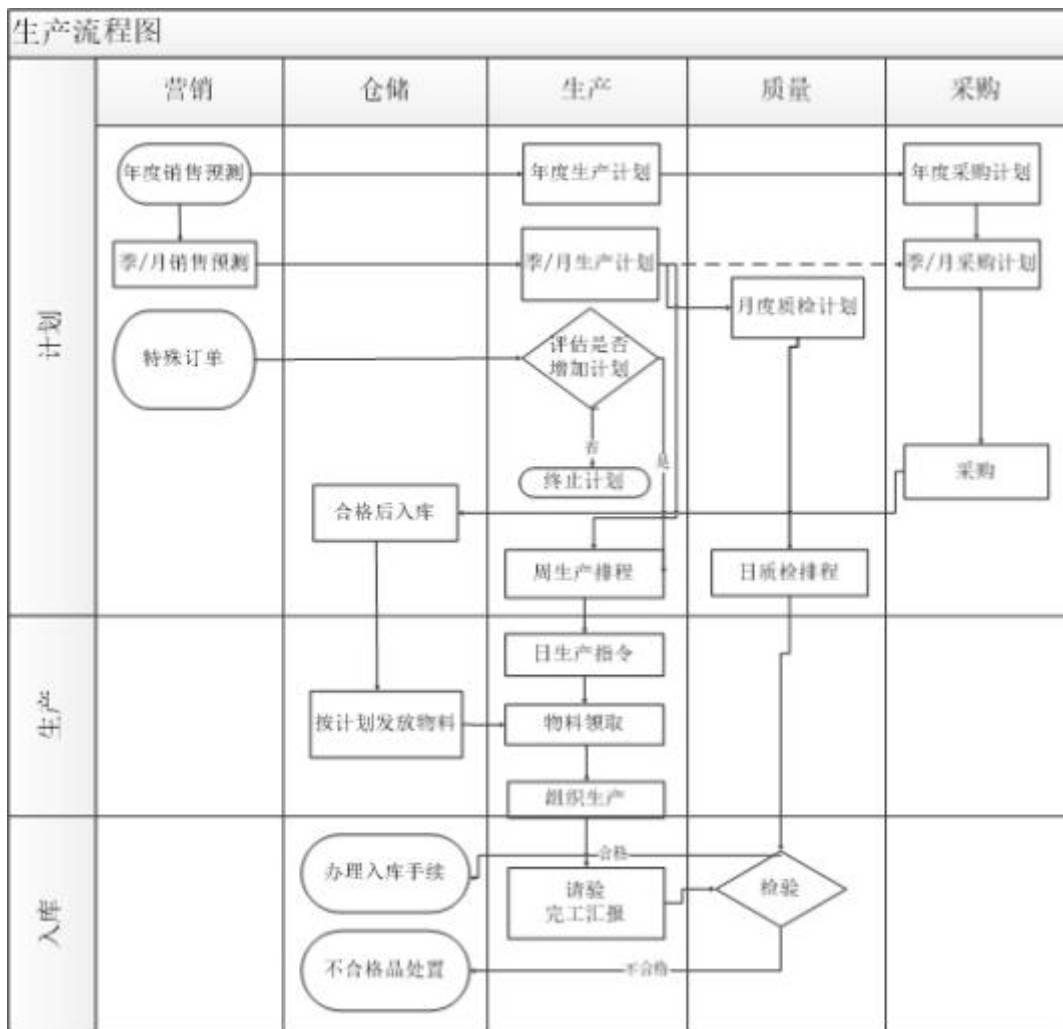 生产流程图
营销
仓储
生产
质量
采购
计划
年度销售预测
年度生产计划
年度采购计划
季/月销售预测
季/月生产计划
季/月采购计划
月度质检计划
特殊订单
评估是否
增加计划
否
是
终止计划
采购
合格后入库
周生产排程
日质检排程
生产
日生产指令
按计划发放物料
物料领取
组织生产
入库
办理入库手续
合格
请验
完工汇报
检验
不合格品处置
不合格